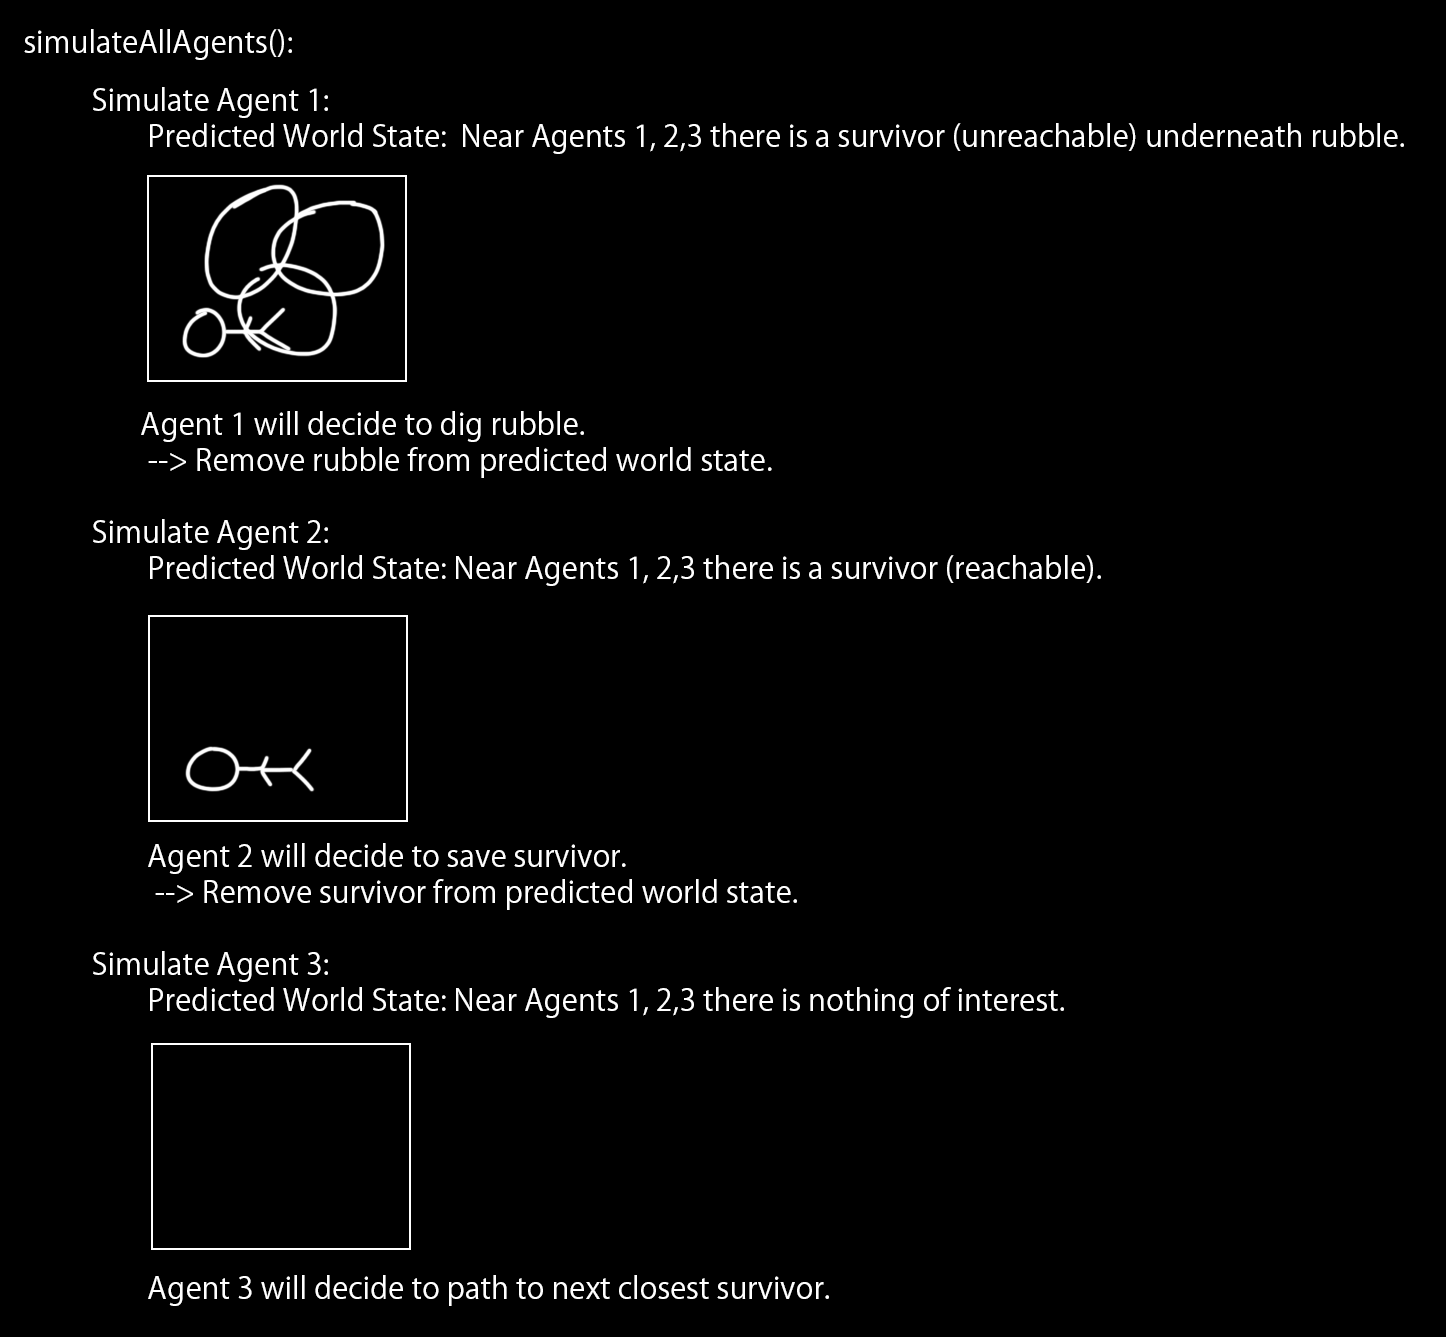 simulateAllAgents():
Simulate Agent 1:
Predicted World State:  Near Agents 1, 2,3 there is a survivor (unreachable) underneath rubble.
Agent 1 will decide to dig rubble.
--> Remove rubble from predicted world state.
Simulate Agent 2:
Predicted World State: Near Agents 1, 2,3 there is a survivor (reachable).
Agent 2 will decide to save survivor.
--> Remove survivor from predicted world state.
Simulate Agent 3:
Predicted World State: Near Agents 1, 2,3 there is nothing of interest.
Agent 3 will decide to path to next closest survivor.